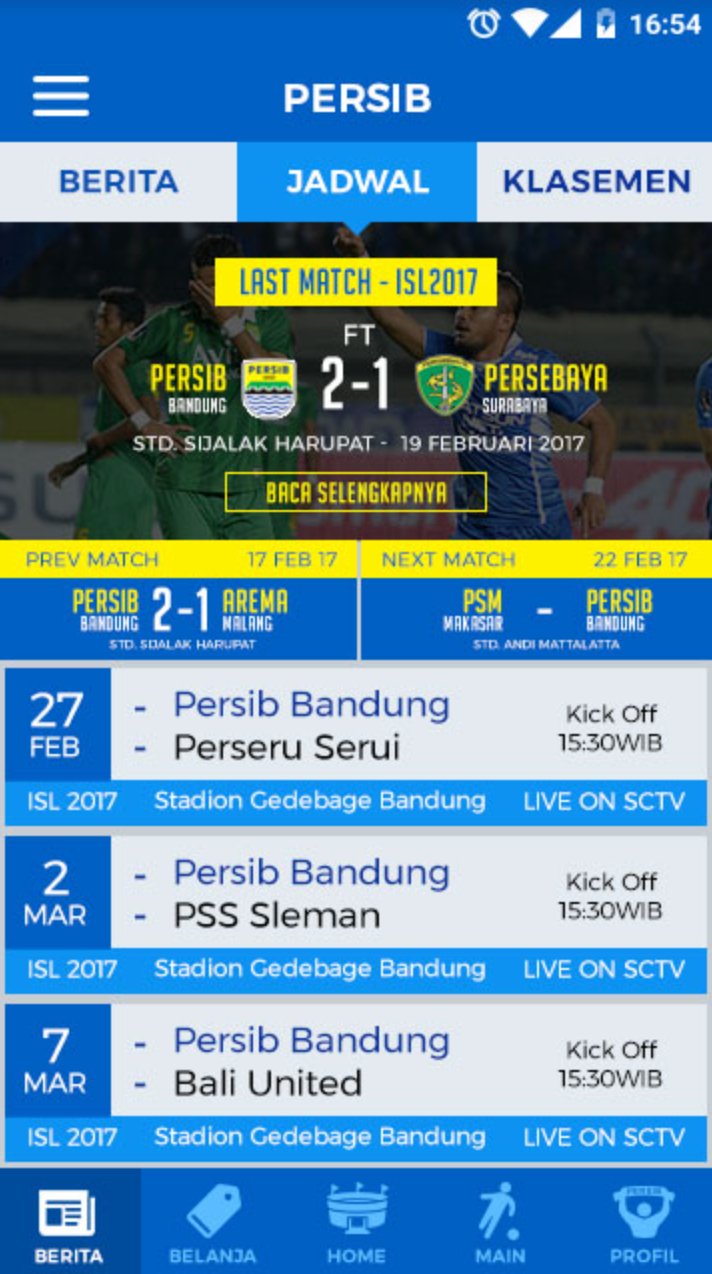 16:54
PERSIB
BERITA JADWAL KLASEMEN
LAST MATCH - ISL2017
FT
PERSIB BANDUNG PERSIB 2-1 PERSEBAYA SURABAYA
STD. SIJALAK HARUPAT - 19 FEBRUARI 2017
BACA SELENGKAPNYA
PREV MATCH 17 FEB 17 NEXT MATCH 22 FEB 17
PERSIB BANDUNG 2-1 AREMA MALANG
STD. SIJALAK HARUPAT
PSM MAKASAR - PERSIB BANDUNG
STD. ANDI MATTALATTA
27 FEB
- Persib Bandung
- Perseru Serui
Kick Off
15:30WIB
ISL 2017 Stadion Gedebage Bandung LIVE ON SCTV
2 MAR
- Persib Bandung
- PSS Sleman
Kick Off
15:30WIB
ISL 2017 Stadion Gedebage Bandung LIVE ON SCTV
7 MAR
- Persib Bandung
- Bali United
Kick Off
15:30WIB
ISL 2017 Stadion Gedebage Bandung LIVE ON SCTV
BERITA BELANJA HOME MAIN PROFIL